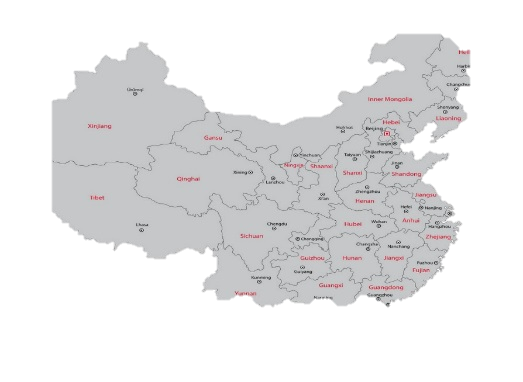 Hei
Harbin
Changchun
Urümqi
Shenyang
Inner Mongolia
Liaoning
Hebei
Xinjiang
Hohhot
Beijing
Gansu
Tianjin
Yinchuan
Taiyuan
Shijiazhuang
Jinan
Ningxia
Shaanxi
Xining
Shanxi
Shandong
Qinghai
Lanzhou
Zhengzhou
Tibet
Xi'an
Henan
Jiangsu
Hefei
Nanjing
Lhasa
Chengdu
Hubei
Wuhan
Anhui
Hangzhou
Sichuan
Chongqing
Zhejiang
Changsha
Nanchang
Guizhou
Hunan
Jiangxi
Fuzhou
Guiyang
Fujian
Kunming
Guangxi
Guangdong
Yunnan
Guangzhou